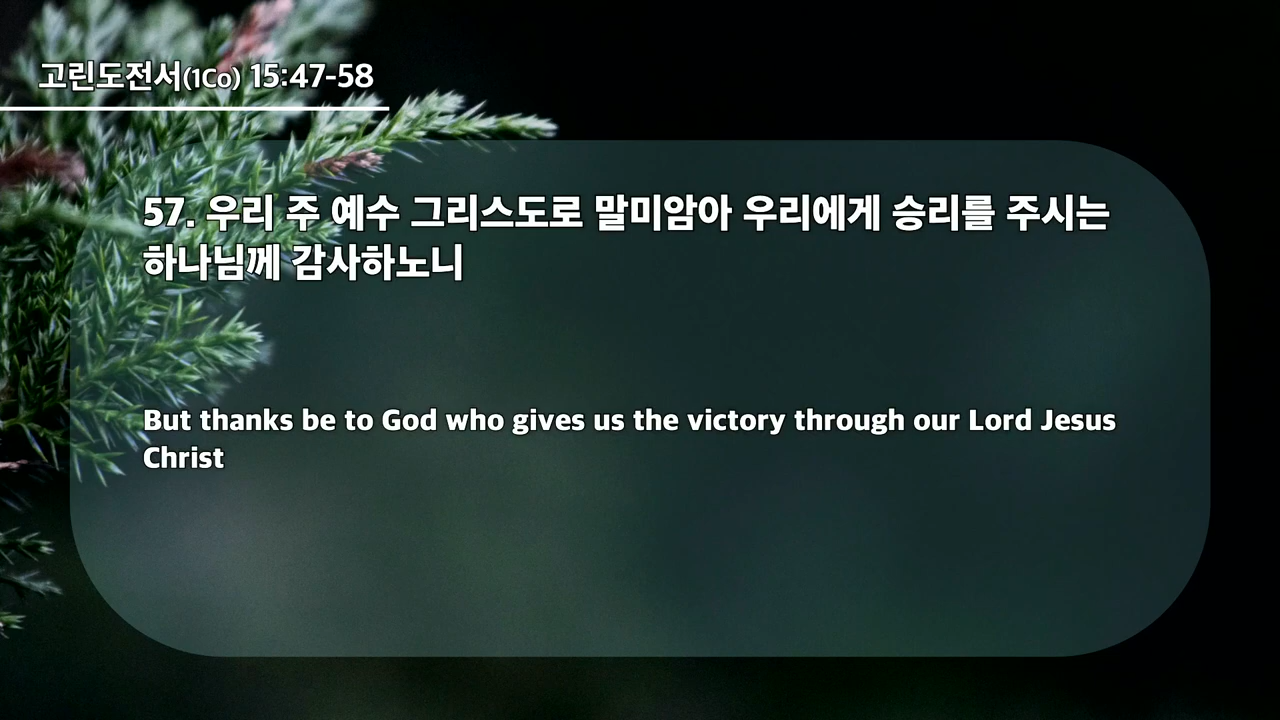 고린도전서(1Co) 15:47-58
57. 우리 주 예수 그리스도로 말미암아 우리에게 승리를 주시는
하나님께 감사하노니
But thanks be to God who gives us the victory through our Lord Jesus
Christ